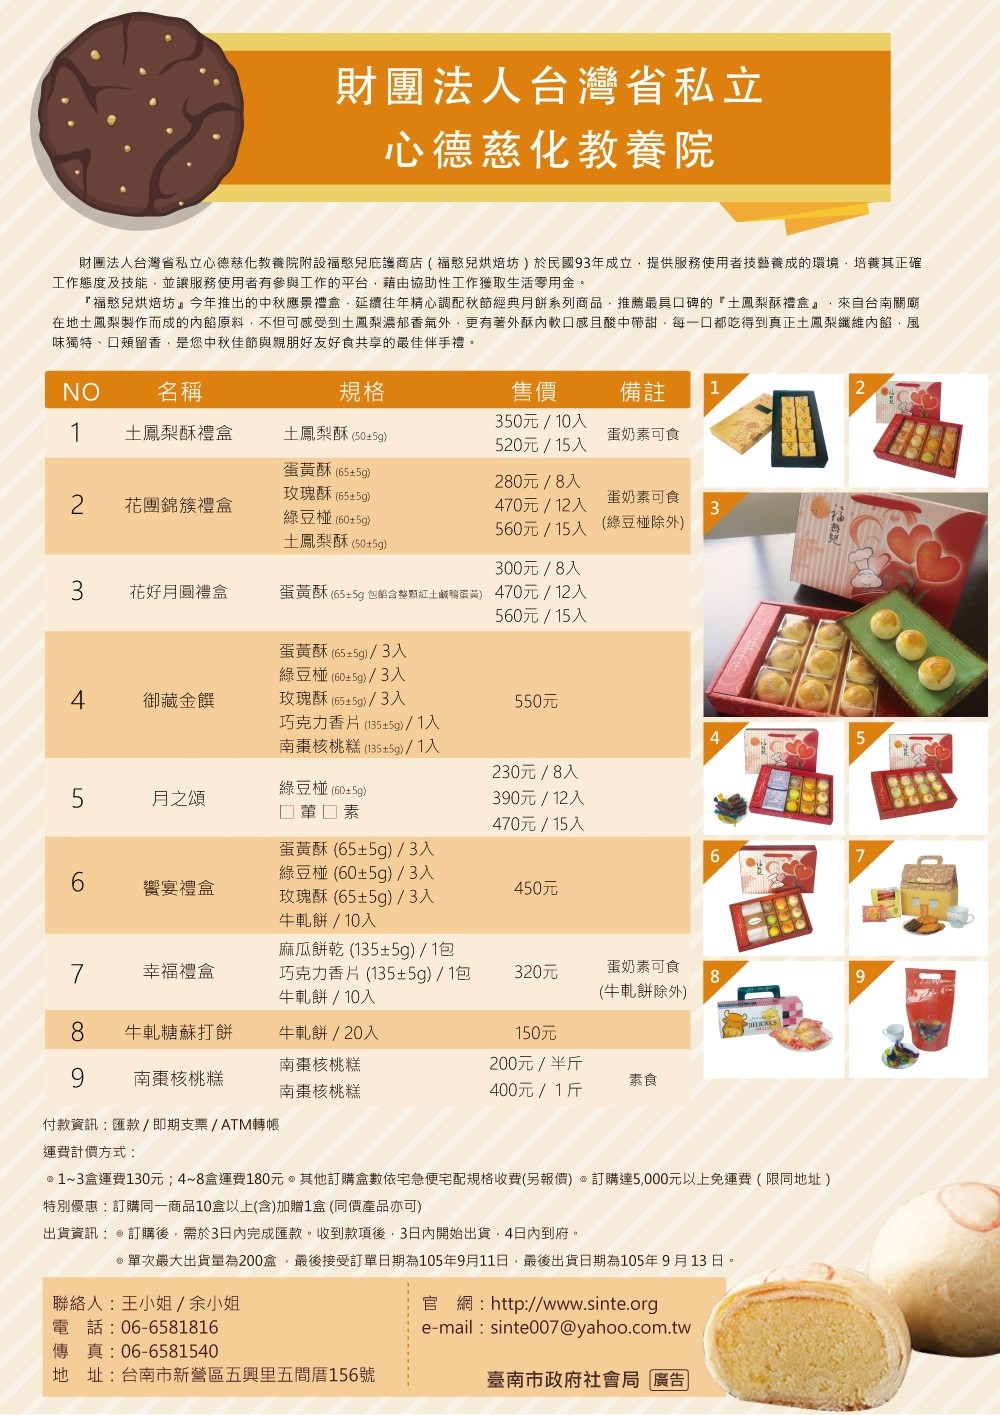 財團法人台灣省私立
心德慈化教養院
財團法人台灣省私立心德慈化教養院附設福憨兒庇護商店(福憨兒烘焙坊)於民國93年成立，提供服務使用者技藝養成的環境，培養其正確
工作態度及技能，並讓服務使用者有參與工作的平台，藉由協助性工作獲取生活零用金。
『福憨兒烘焙坊』今年推出的中秋應景禮盒，延續往年精心調配秋節經典月餅系列商品，推薦最具口碑的『土鳳梨酥禮盒』，來自台南關廟
在地土鳳梨製作而成的內餡原料，不但可感受到土鳳梨濃郁香氣外，更有著外酥內軟口感且酸中帶甜，每一口都吃得到真正土鳳梨纖維內餡，風
味獨特、口頰留香，是您中秋佳節與親朋好友好食共享的最佳伴手禮。
NO 名稱 規格 售價 備註
1 土鳳梨酥禮盒 土鳳梨酥 (50±5g) 350元 / 10入 520元 / 15入 蛋奶素可食
2 花團錦簇禮盒 蛋黃酥 (65±5g) 280元 / 8入 蛋奶素可食
玫瑰酥 (65±5g) 470元 / 12入 (綠豆椪除外)
綠豆椪 (60±5g) 560元 / 15入
土鳳梨酥 (50±5g)
3 花好月圓禮盒 蛋黃酥 (65±5g 包餡含整顆紅土鹹鴨蛋黃) 300元 / 8入
470元 / 12入
560元 / 15入
4 御藏金饌 蛋黃酥 (65±5g) / 3入 550元
綠豆椪 (60±5g) / 3入
玫瑰酥 (65±5g) / 3入
巧克力香片 (135±5g) / 1入
南棗核桃糕 (135±5g) / 1入
5 月之頌 綠豆椪 (60±5g) 230元 / 8入
□ 葷 □ 素 390元 / 12入
470元 / 15入
6 饗宴禮盒 蛋黃酥 (65±5g) / 3入 450元
綠豆椪 (60±5g) / 3入
玫瑰酥 (65±5g) / 3入
牛軋餅 / 10入
7 幸福禮盒 麻瓜餅乾 (135±5g) / 1包 320元 蛋奶素可食
巧克力香片 (135±5g) / 1包 (牛軋餅除外)
牛軋餅 / 10入
8 牛軋糖蘇打餅 牛軋餅 / 20入 150元
9 南棗核桃糕 南棗核桃糕 200元 / 半斤 素食
南棗核桃糕 400元 / 1斤
1
2
3
福憨兒
4
5
6
7
8
DELICIOUS
9
付款資訊：匯款 / 即期支票 / ATM轉帳
運費計價方式：
◎ 1~3盒運費130元；4~8盒運費180元 ◎ 其他訂購盒數依宅急便宅配規格收費(另報價) ◎ 訂購達5,000元以上免運費（限同地址）
特別優惠：訂購同一商品10盒以上(含)加贈1盒 (同價產品亦可)
出貨資訊：◎ 訂購後，需於3日內完成匯款。收到款項後，3日內開始出貨，4日內到府。
◎ 單次最大出貨量為200盒 ，最後接受訂單日期為105年9月11日，最後出貨日期為105年 9 月 13 日。
聯絡人：王小姐 / 余小姐
電 話：06-6581816
傳 真：06-6581540
地 址：台南市新營區五興里五間厝156號
官 網：http://www.sinte.org
e-mail：sinte007@yahoo.com.tw
臺南市政府社會局 廣告